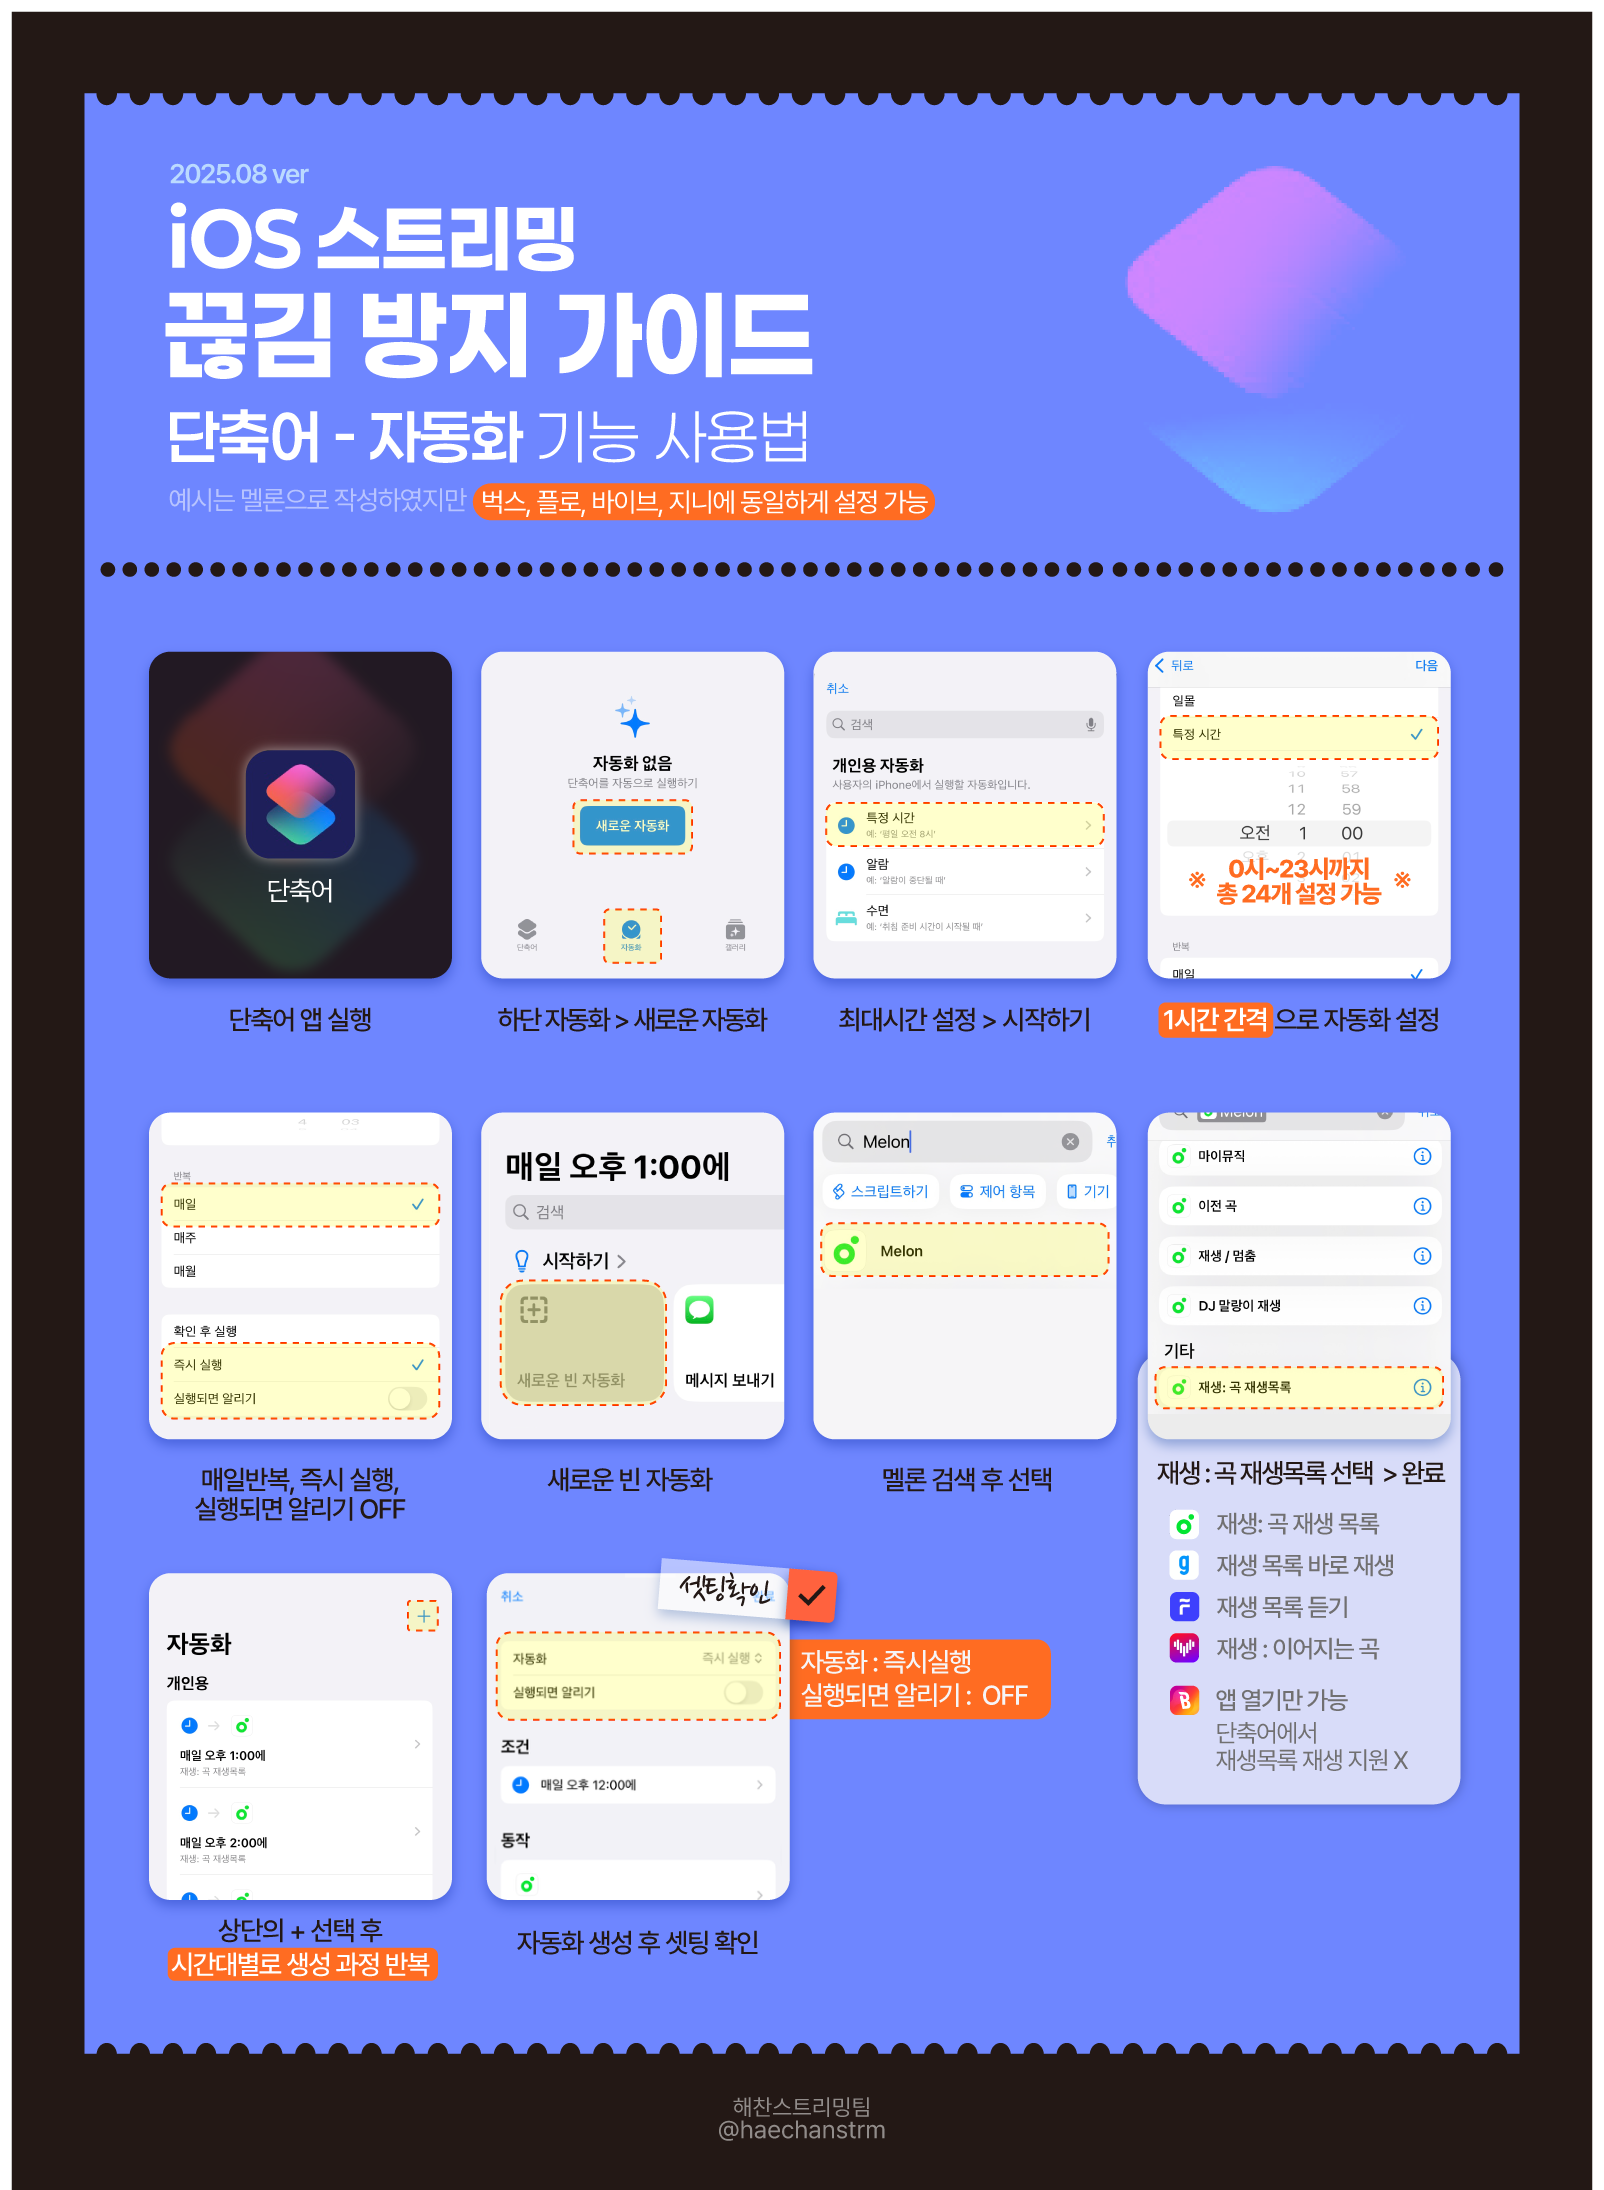 2025.08 ver
iOS 스트리밍
끊김 방지 가이드
단축어 - 자동화 기능 사용법
예시는 멜론으로 작성하였지만 벅스, 플로, 바이브, 지니에 동일하게 설정 가능
단축어
단축어 앱 실행
자동화 없음
단축어를 자동으로 실행하기
새로운 자동화
단축어 자동화 갤러리
하단 자동화 > 새로운 자동화
취소
검색
개인용 자동화
사용자의 iPhone에서 실행할 자동화입니다.
특정 시간
예: '평일 오전 8시'
알람
예: '알람이 중단될 때'
수면
예: '취침 준비 시간이 시작될 때'
최대시간 설정 > 시작하기
뒤로 다음
일몰
특정 시간
10 57
11 58
12 59
오전 1 00
※ 0시~23시까지 ※
총 24개 설정 가능
반복
매일
1시간 간격으로 자동화 설정
4 03
반복
매일
매주
매월
확인 후 실행
즉시 실행
실행되면 알리기
매일반복, 즉시 실행,
실행되면 알리기 OFF
매일 오후 1:00에
검색
시작하기
새로운 빈 자동화 메시지 보내기
새로운 빈 자동화
Melon
스크립트하기 제어 항목 기기
Melon
멜론 검색 후 선택
Melon
마이뮤직
이전 곡
재생 / 멈춤
DJ 말랑이 재생
기타
재생: 곡 재생목록
재생 : 곡 재생목록 선택 > 완료
재생: 곡 재생 목록
재생 목록 바로 재생
재생 목록 듣기
재생 : 이어지는 곡
앱 열기만 가능
단축어에서
재생목록 재생 지원 X
자동화
개인용
매일 오후 1:00에
재생: 곡 재생목록
매일 오후 2:00에
재생: 곡 재생목록
상단의 + 선택 후
시간대별로 생성 과정 반복
취소
셋팅확인
자동화 즉시 실행
실행되면 알리기
자동화 : 즉시실행
실행되면 알리기 : OFF
조건
매일 오후 12:00에
동작
자동화 생성 후 셋팅 확인
해찬스트리밍팀
@haechanstrm